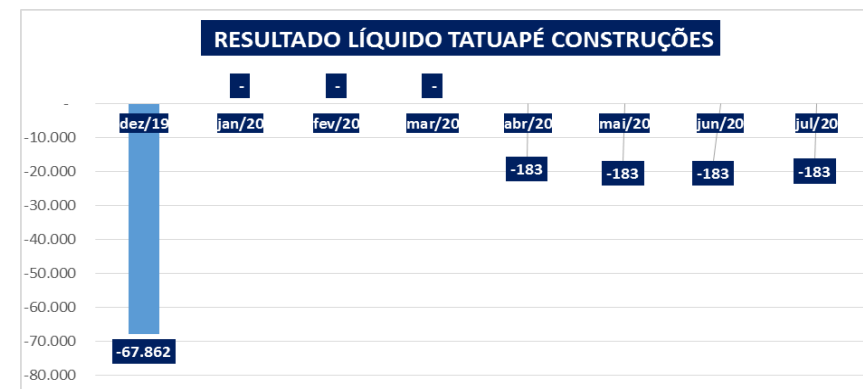 RESULTADO LÍQUIDO TATUAPÉ CONSTRUÇÕES
- - -
-
dez/19 jan/20 fev/20 mar/20 abr/20 mai/20 jun/20 jul/20
-10.000
-20.000
-183 -183 -183 -183
-30.000
-40.000
-50.000
-60.000
-70.000
-67.862
-80.000